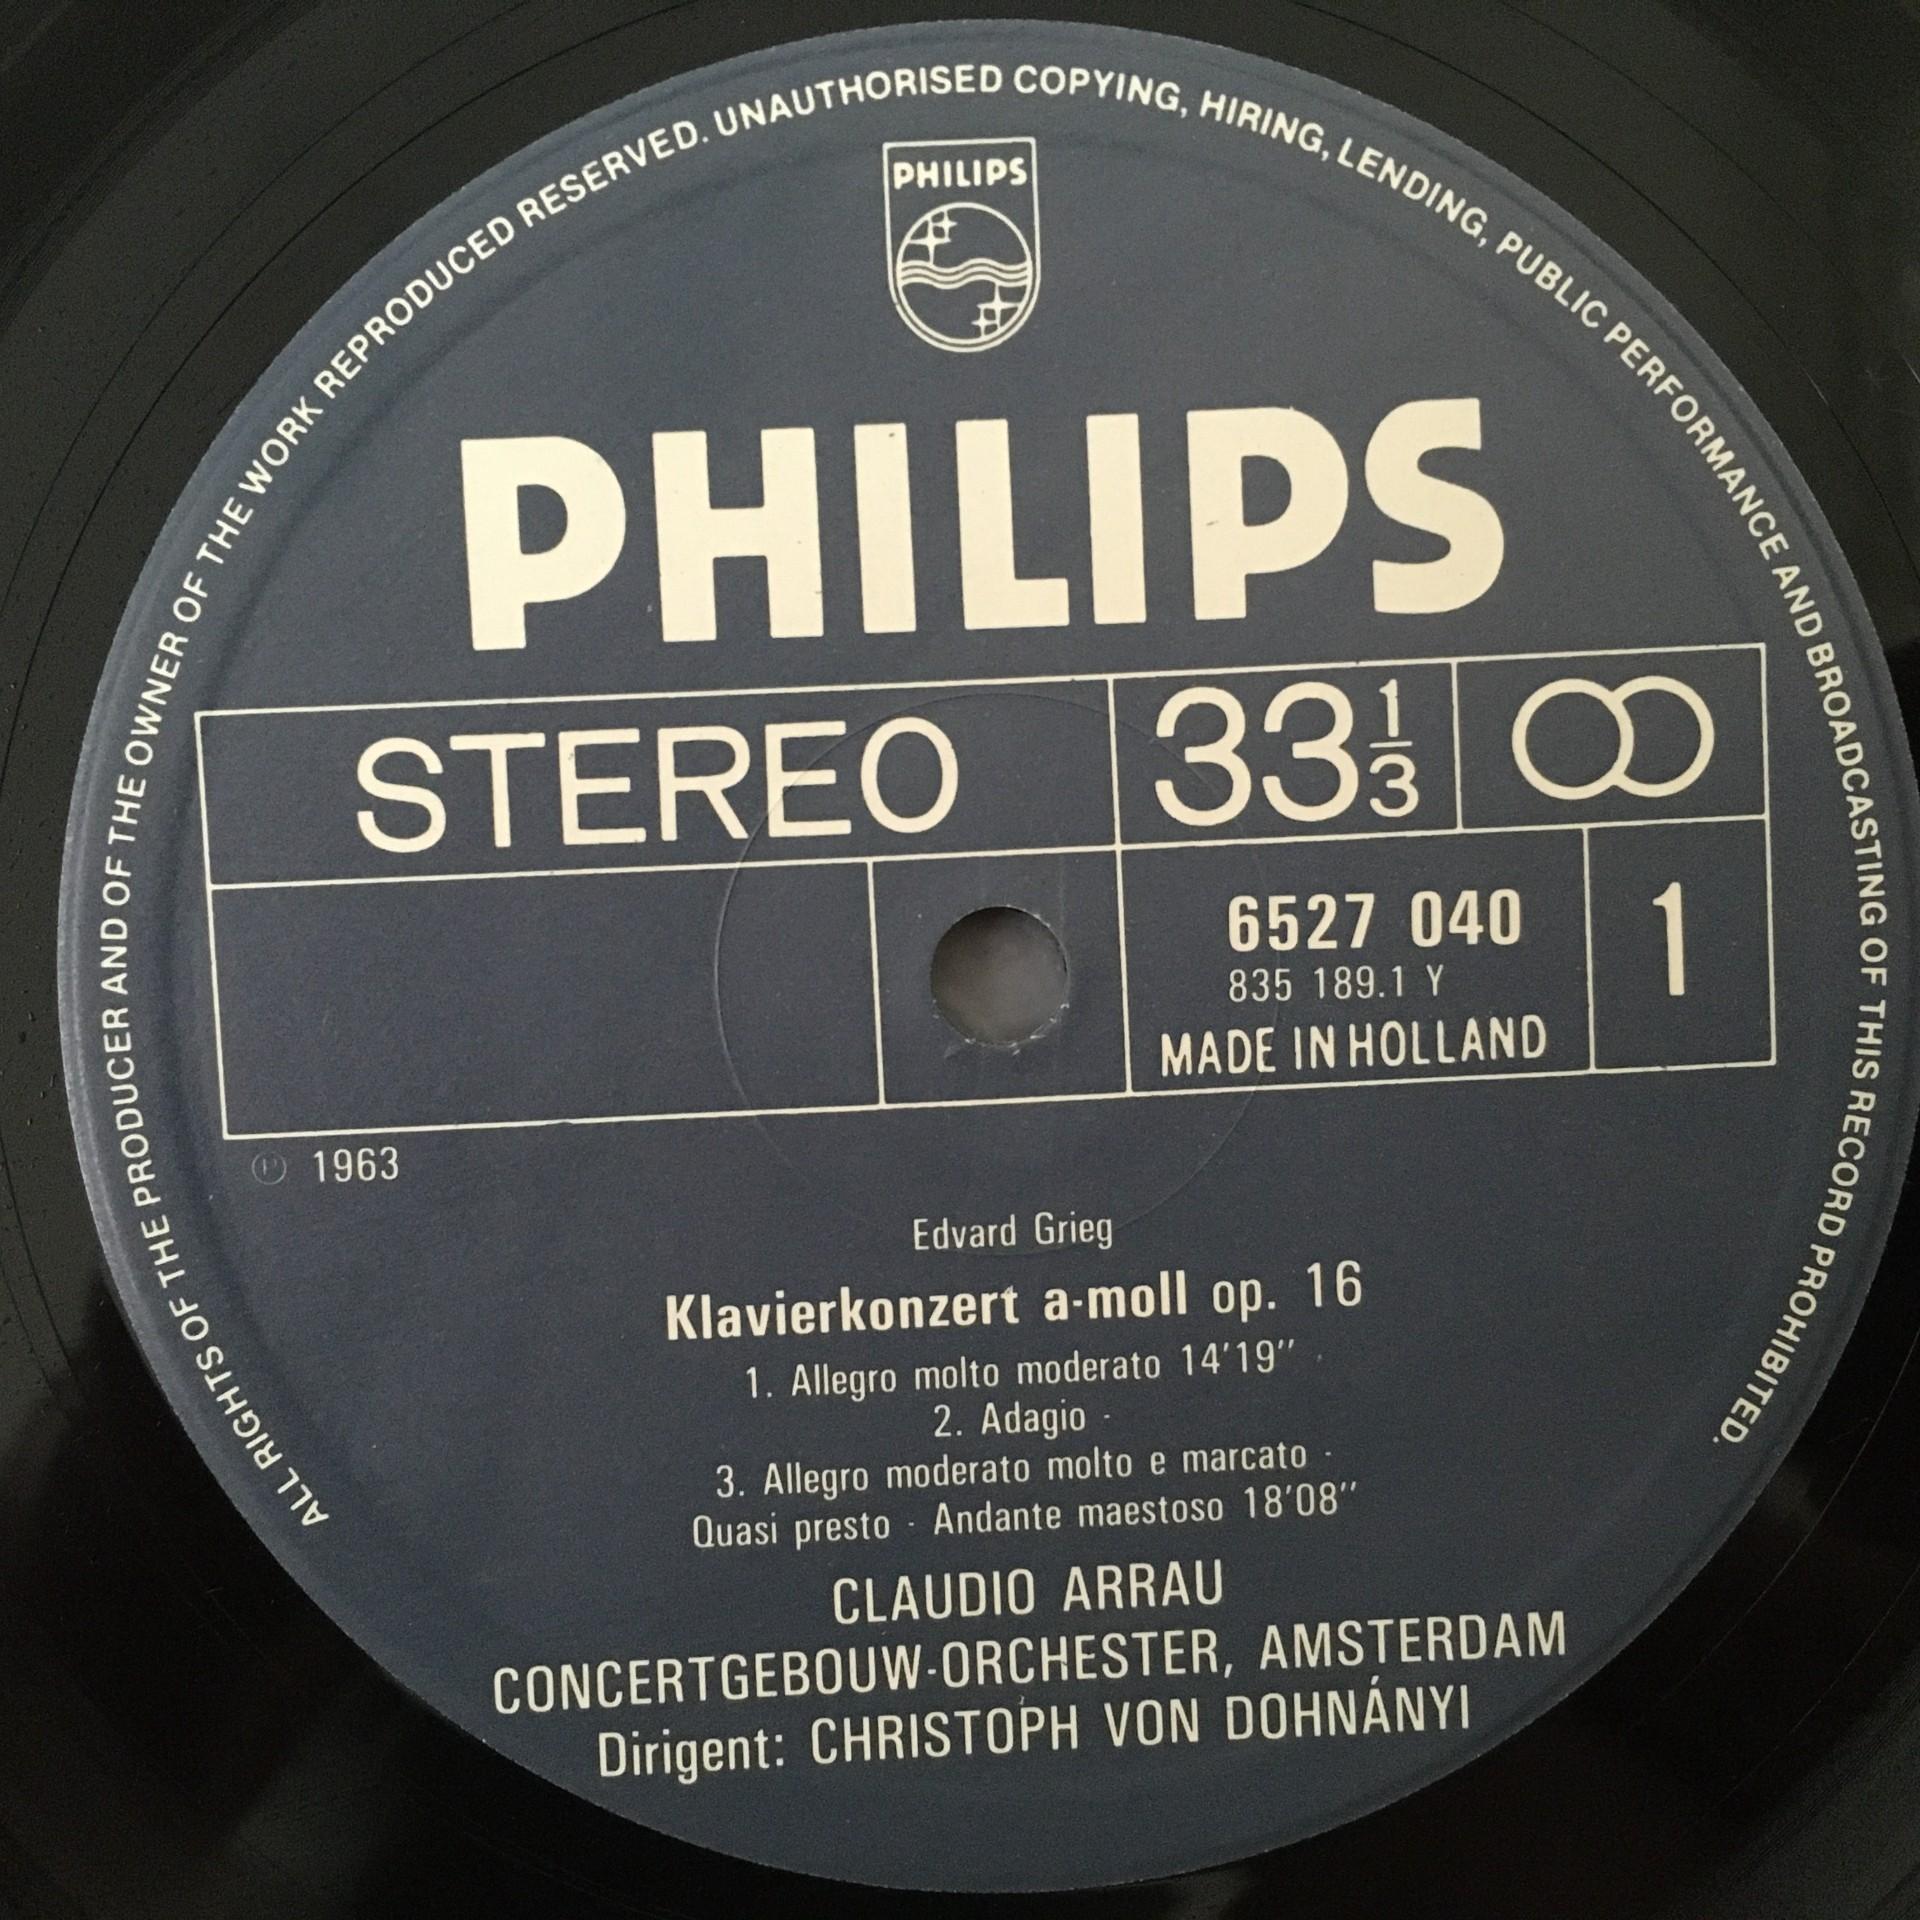 ALL RIGHTS OF THE PRODUCER AND OF THE OWNER OF THE WORK REPRODUCED RESERVED. UNAUTHORISED COPYING, HIRING, LENDING, PUBLIC PERFORMANCE AND BROADCASTING OF THIS RECORD PROHIBITED.
PHILIPS
PHILIPS
STEREO 33 1/3
6527 040 1
835 189.1 Y
MADE IN HOLLAND
℗ 1963
Edvard Grieg
Klavierkonzert a-moll op. 16
1. Allegro molto moderato 14'19"
2. Adagio -
3. Allegro moderato molto e marcato -
Quasi presto - Andante maestoso 18'08"
CLAUDIO ARRAU
CONCERTGEBOUW-ORCHESTER, AMSTERDAM
Dirigent: CHRISTOPH VON DOHNÁNYI